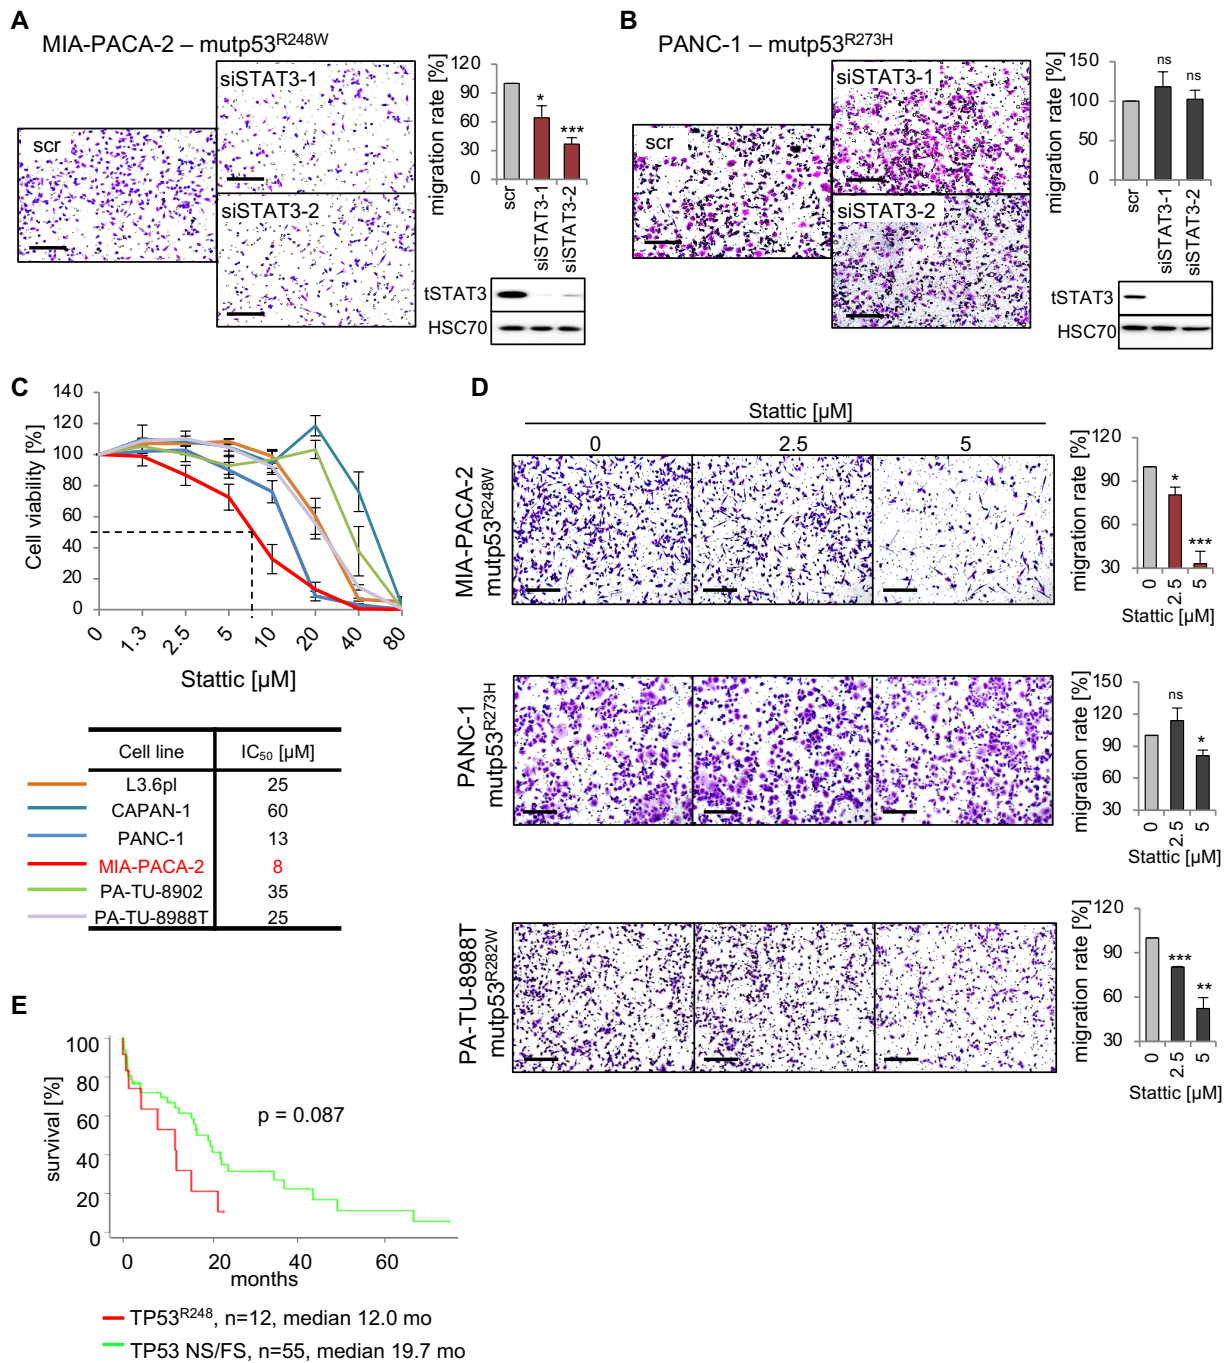 A
MIA-PACA-2 – mutp53R248W
scr
siSTAT3-1
siSTAT3-2
migration rate [%]
120
90
60
30
0
*
***
scr
siSTAT3-1
siSTAT3-2
tSTAT3
HSC70
B
PANC-1 – mutp53R273H
scr
siSTAT3-1
siSTAT3-2
migration rate [%]
150
100
50
0
ns
ns
scr
siSTAT3-1
siSTAT3-2
tSTAT3
HSC70
C
Cell viability [%]
140
120
100
80
60
40
20
0
0
1.3
2.5
5
10
20
40
80
Stattic [µM]
Cell line IC50 [µM]
L3.6pl 25
CAPAN-1 60
PANC-1 13
MIA-PACA-2 8
PA-TU-8902 35
PA-TU-8988T 25
D
Stattic [µM]
0 2.5 5
MIA-PACA-2
mutp53R248W
migration rate [%]
120
90
60
30
*
***
0
2.5
5
Stattic [µM]
PANC-1
mutp53R273H
migration rate [%]
150
120
90
60
30
ns
*
0
2.5
5
Stattic [µM]
PA-TU-8988T
mutp53R282W
migration rate [%]
120
90
60
30
***
**
0
2.5
5
Stattic [µM]
E
survival [%]
100
80
60
40
20
0
p = 0.087
0 20 40 60
months
TP53R248, n=12, median 12.0 mo
TP53 NS/FS, n=55, median 19.7 mo